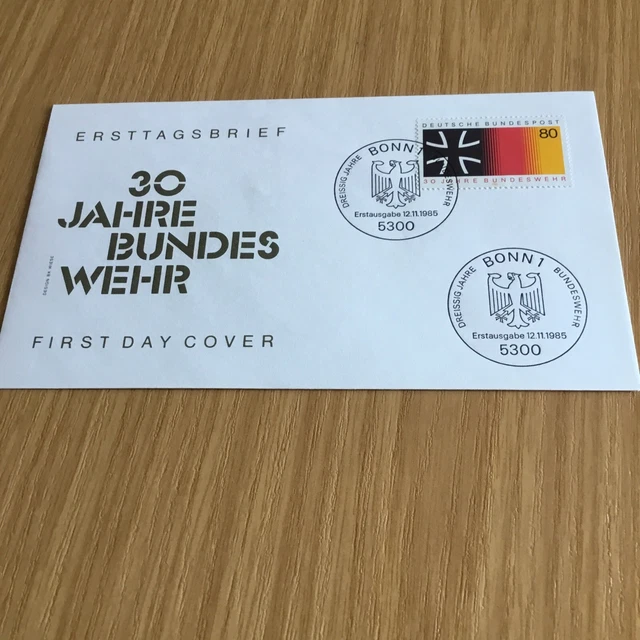 ERSTTAGSBRIEF
30
JAHRE
BUNDES
WEHR
FIRST DAY COVER
DEUTSCHE BUNDESPOST
80
30 JAHRE BUNDESWEHR
DREISSIG JAHRE BONN 1 BUNDESWEHR
Erstausgabe 12.11.1985
5300
DREISSIG JAHRE BONN 1 BUNDESWEHR
Erstausgabe 12.11.1985
5300